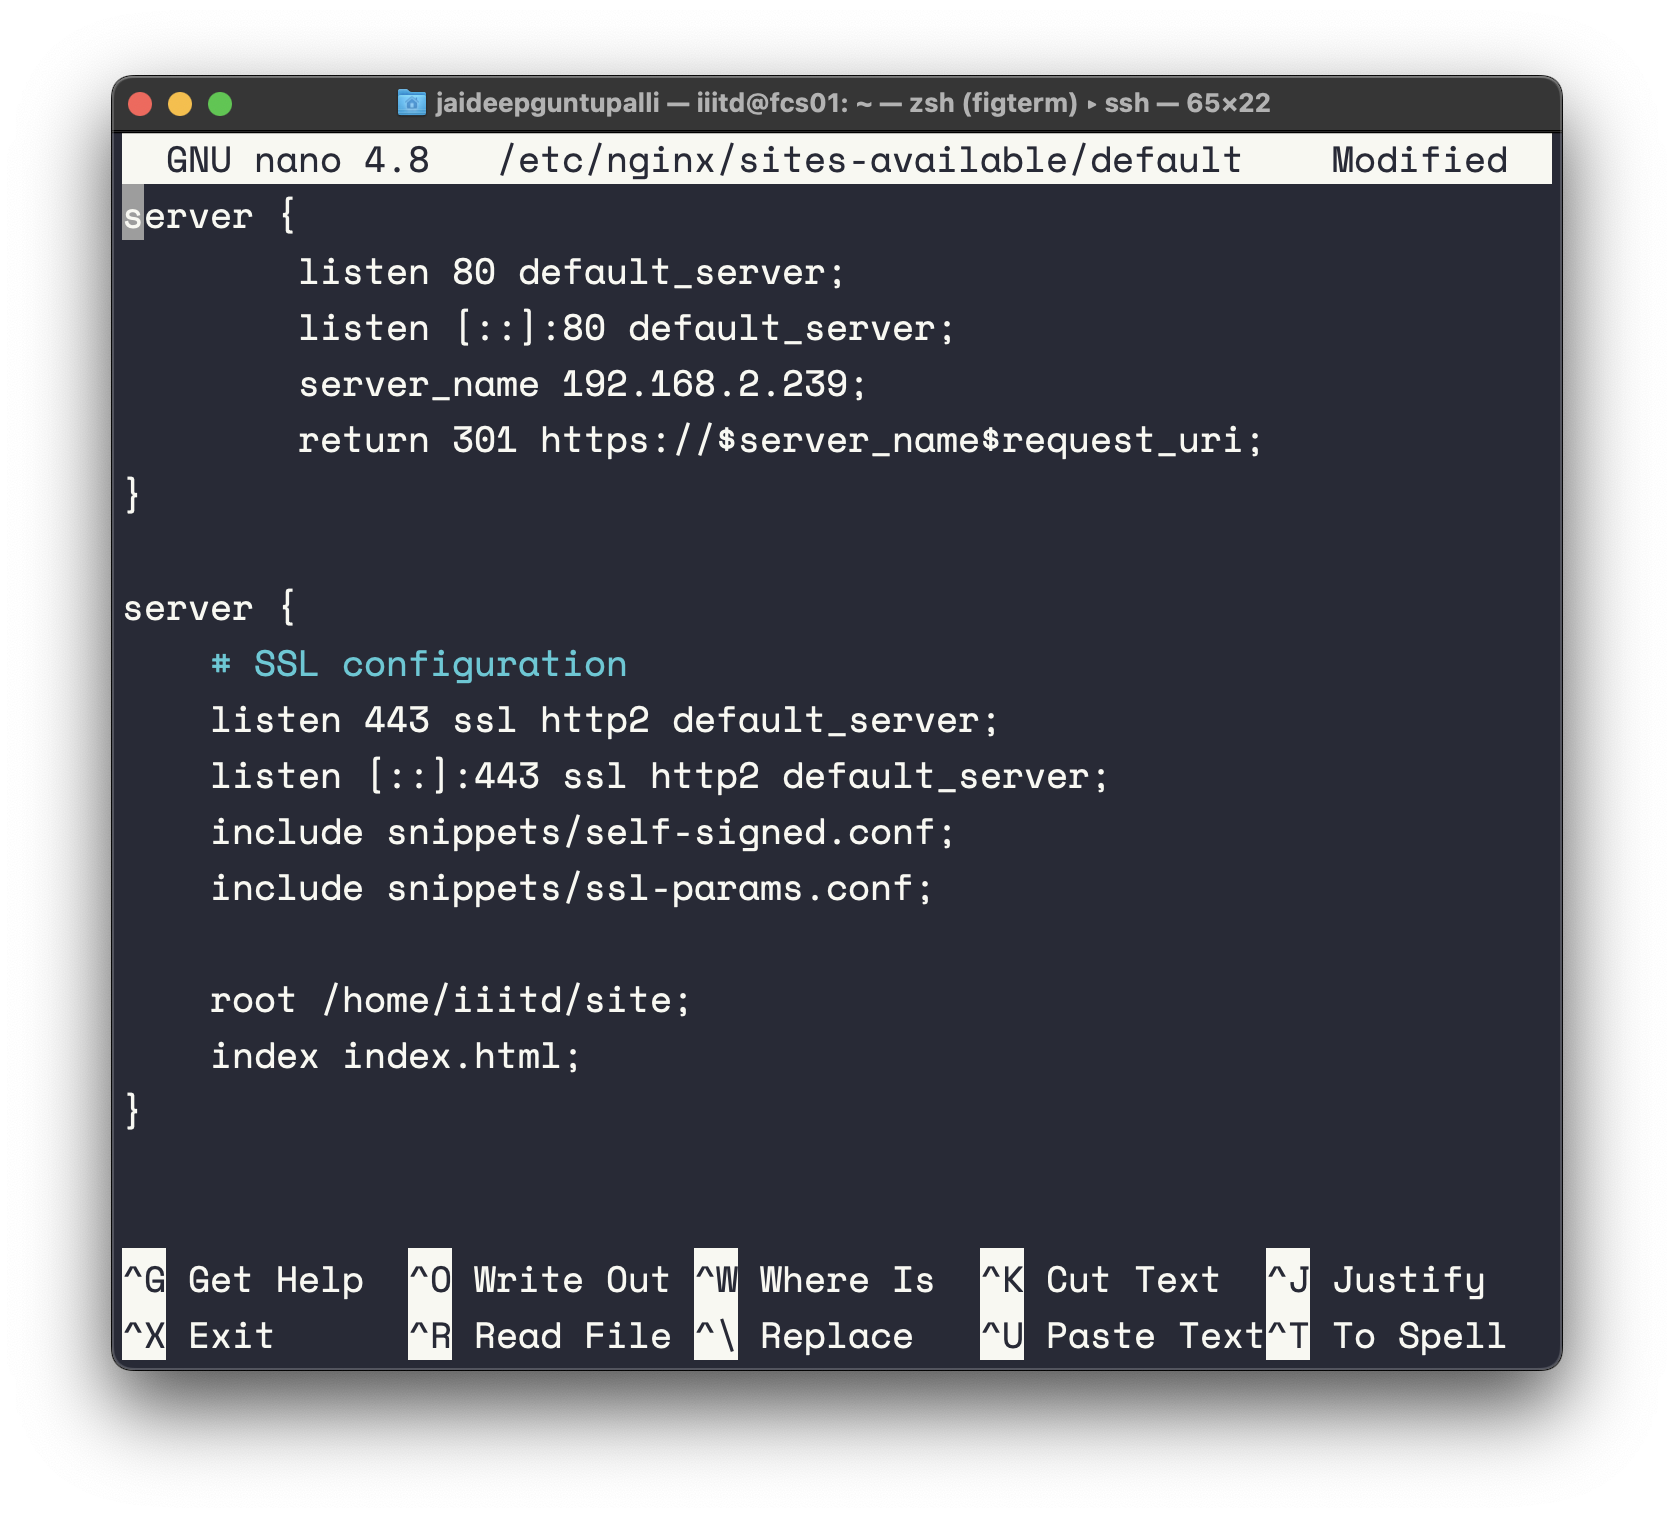 jaideepguntupalli — iiitd@fcs01: ~ — zsh (figterm) ▸ ssh — 65×22
GNU nano 4.8 /etc/nginx/sites-available/default Modified
server {
listen 80 default_server;
listen [::]:80 default_server;
server_name 192.168.2.239;
return 301 https://$server_name$request_uri;
}
server {
# SSL configuration
listen 443 ssl http2 default_server;
listen [::]:443 ssl http2 default_server;
include snippets/self-signed.conf;
include snippets/ssl-params.conf;
root /home/iiitd/site;
index index.html;
}
^G Get Help ^O Write Out ^W Where Is ^K Cut Text ^J Justify
^X Exit ^R Read File ^\ Replace ^U Paste Text ^T To Spell